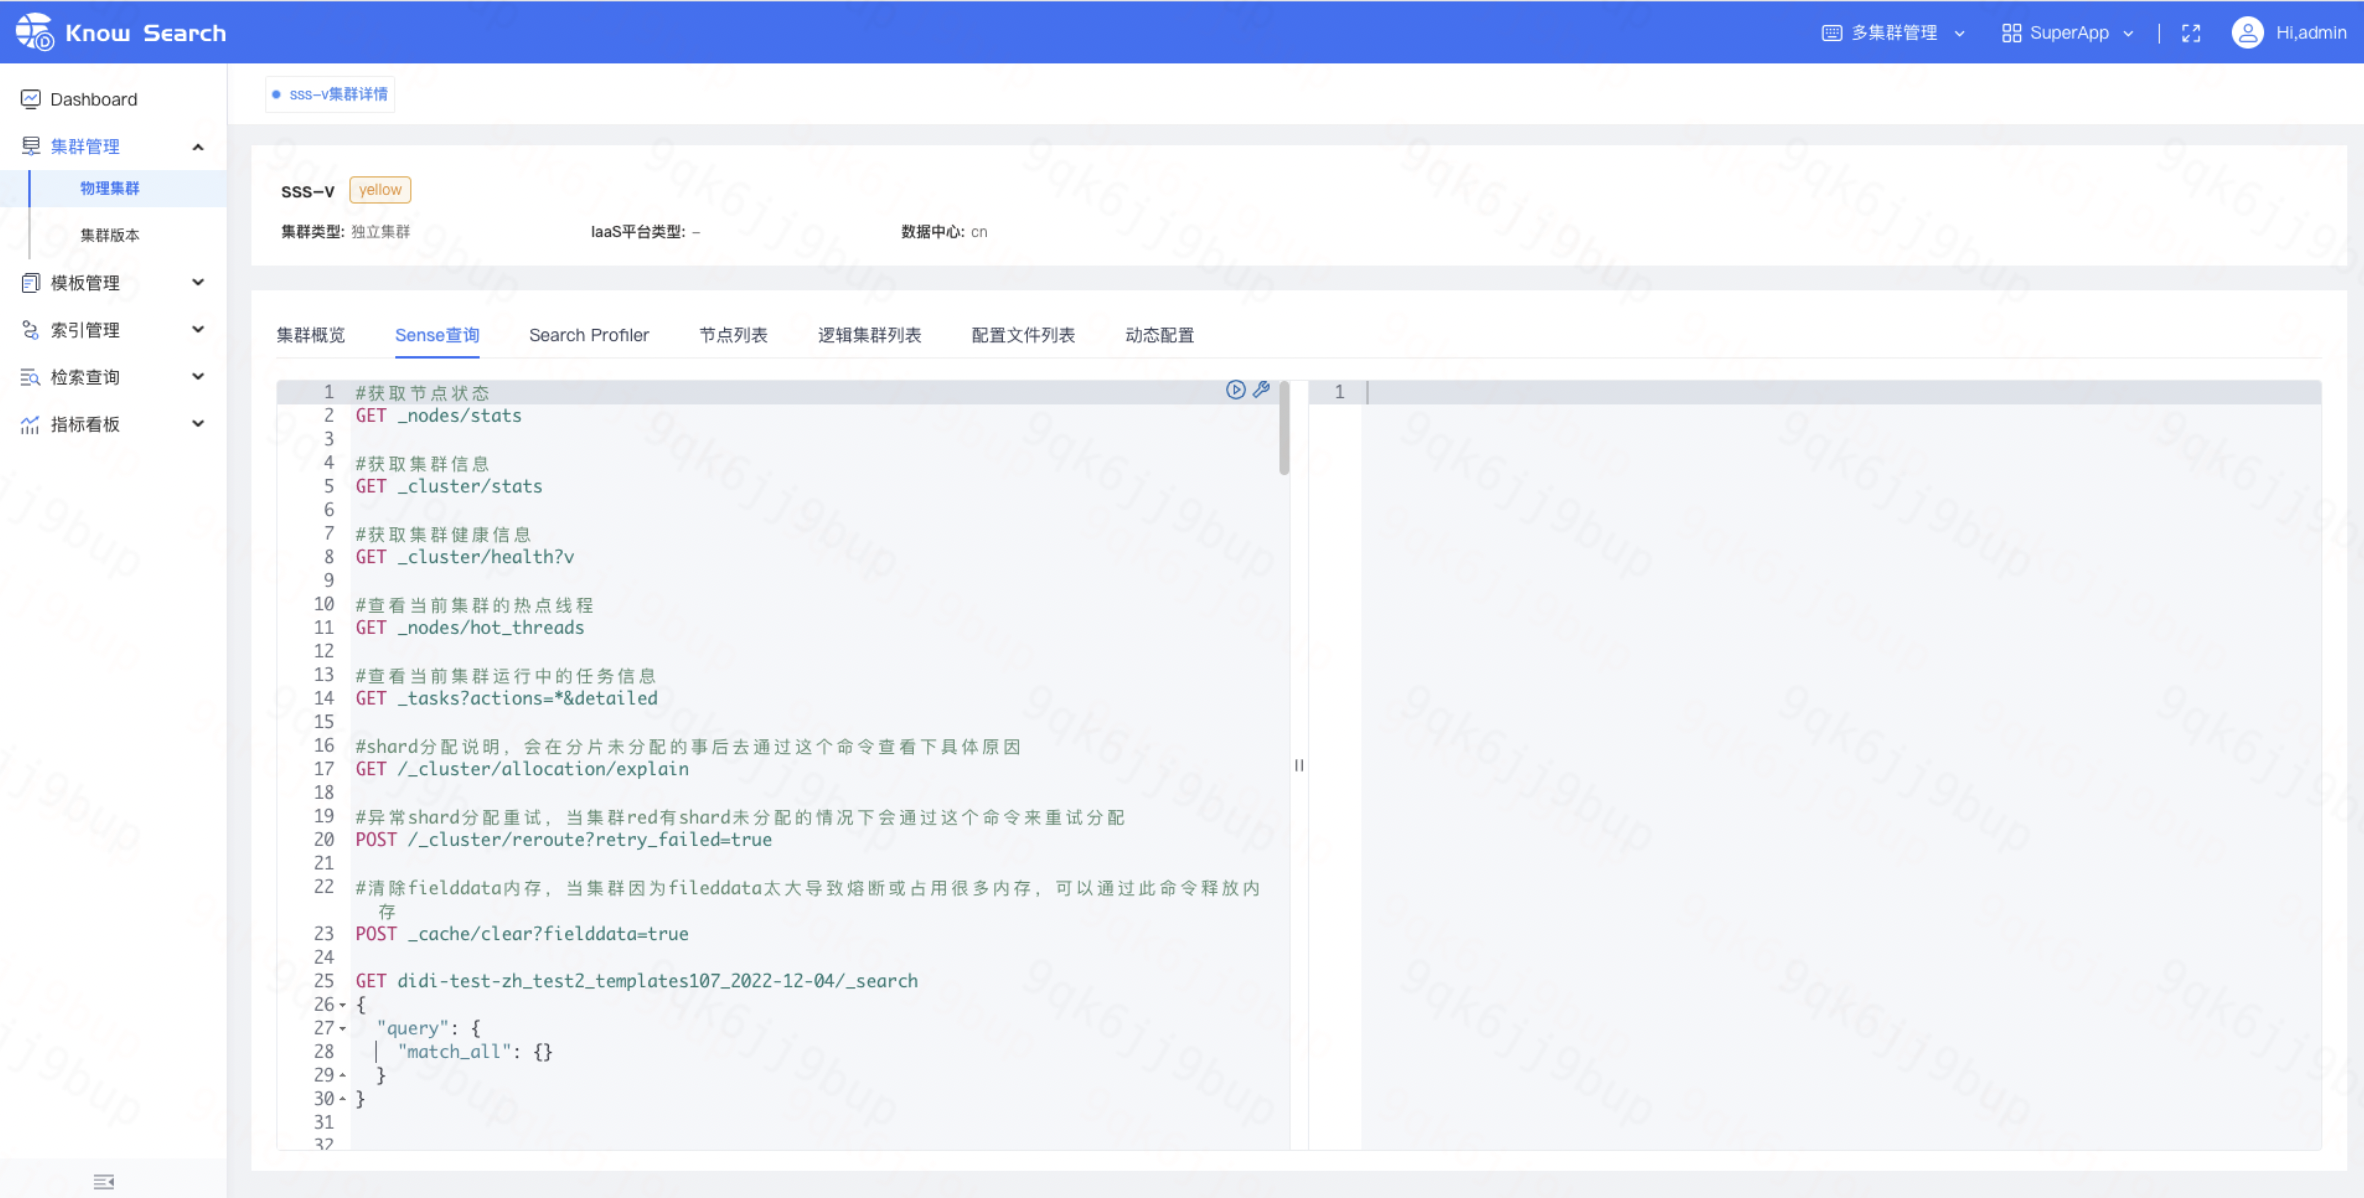 Know Search
多集群管理
SuperApp
Hi,admin
Dashboard
集群管理
物理集群
集群版本
模板管理
索引管理
检索查询
指标看板
sss-v集群详情
sss-v yellow
集群类型: 独立集群 IaaS平台类型: - 数据中心: cn
集群概览 Sense查询 Search Profiler 节点列表 逻辑集群列表 配置文件列表 动态配置
1 #获取节点状态
2 GET _nodes/stats
3
4 #获取集群信息
5 GET _cluster/stats
6
7 #获取集群健康信息
8 GET _cluster/health?v
9
10 #查看当前集群的热点线程
11 GET _nodes/hot_threads
12
13 #查看当前集群运行中的任务信息
14 GET _tasks?actions=*&detailed
15
16 #shard分配说明，会在分片未分配的事后去通过这个命令查看下具体原因
17 GET /_cluster/allocation/explain
18
19 #异常shard分配重试，当集群red有shard未分配的情况下会通过这个命令来重试分配
20 POST /_cluster/reroute?retry_failed=true
21
22 #清除fielddata内存，当集群因为fileddata太大导致熔断或占用很多内存，可以通过此命令释放内
存
23 POST _cache/clear?fielddata=true
24
25 GET didi-test-zh_test2_templates107_2022-12-04/_search
26 {
27 "query": {
28 "match_all": {}
29 }
30 }
31
32
1
9qk6jj9bup